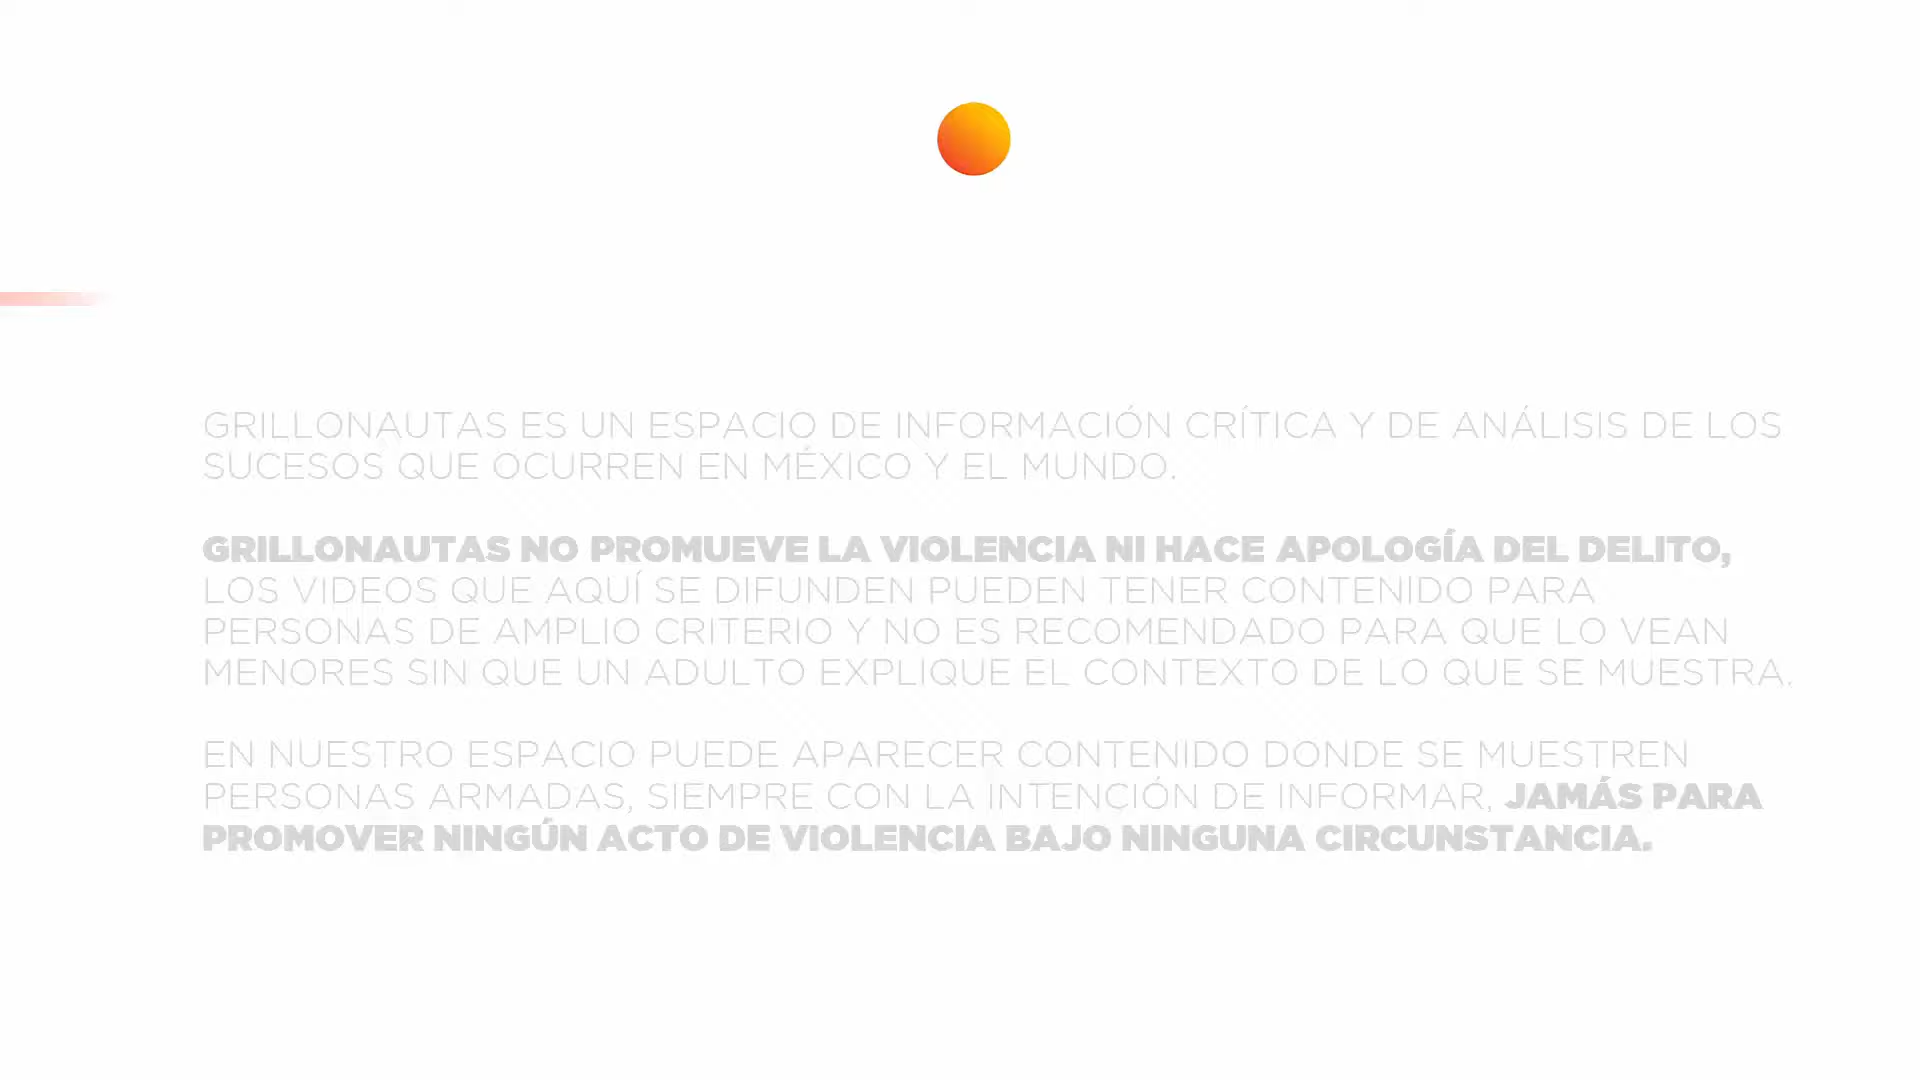 GRILLONAUTAS ES UN ESPACIO DE INFORMACIÓN CRÍTICA Y DE ANÁLISIS DE LOS
SUCESOS QUE OCURREN EN MÉXICO Y EL MUNDO.
GRILLONAUTAS NO PROMUEVE LA VIOLENCIA NI HACE APOLOGÍA DEL DELITO,
LOS VIDEOS QUE AQUÍ SE DIFUNDEN PUEDEN TENER CONTENIDO PARA
PERSONAS DE AMPLIO CRITERIO Y NO ES RECOMENDADO PARA QUE LO VEAN
MENORES SIN QUE UN ADULTO EXPLIQUE EL CONTEXTO DE LO QUE SE MUESTRA.
EN NUESTRO ESPACIO PUEDE APARECER CONTENIDO DONDE SE MUESTREN
PERSONAS ARMADAS, SIEMPRE CON LA INTENCIÓN DE INFORMAR, JAMÁS PARA
PROMOVER NINGÚN ACTO DE VIOLENCIA BAJO NINGUNA CIRCUNSTANCIA.